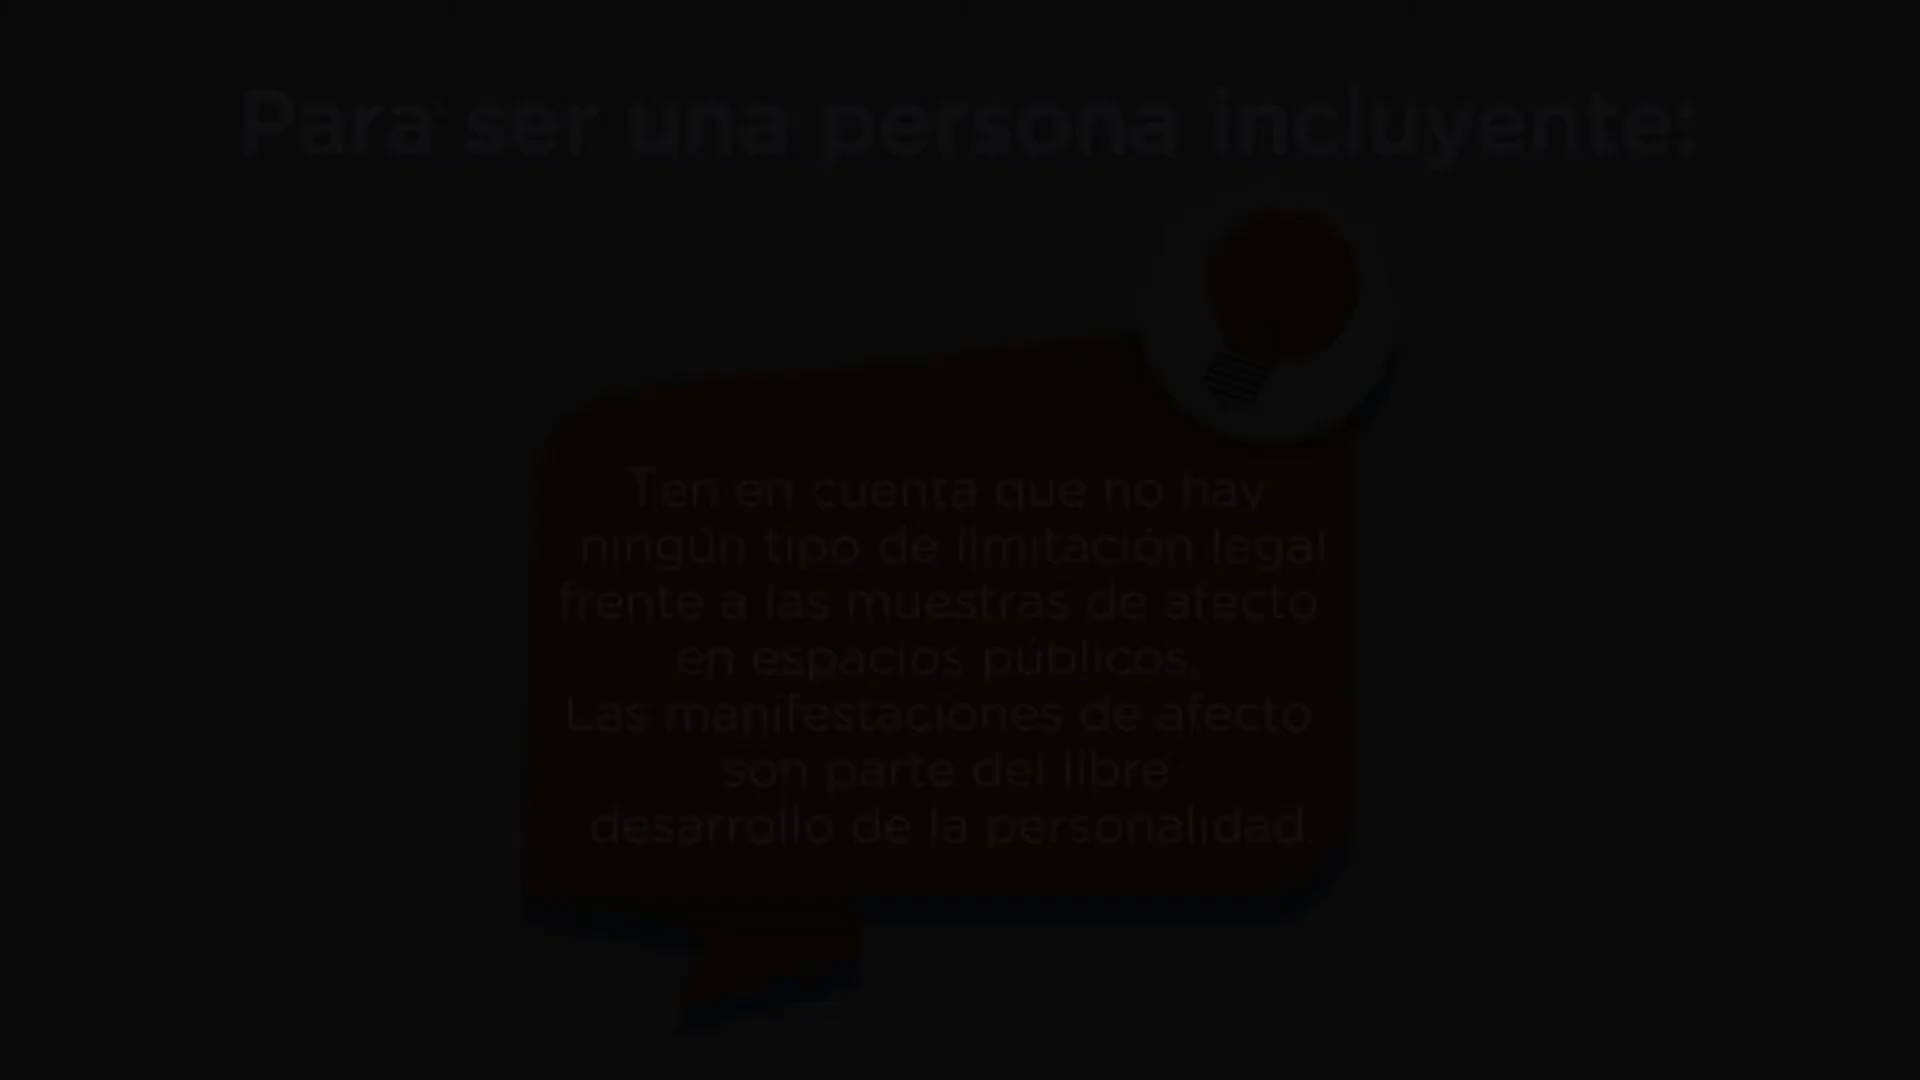 Para ser una persona incluyente:
Ten en cuenta que no hay
ningún tipo de limitación legal
frente a las muestras de afecto
en espacios públicos.
Las manifestaciones de afecto
son parte del libre
desarrollo de la personalidad.